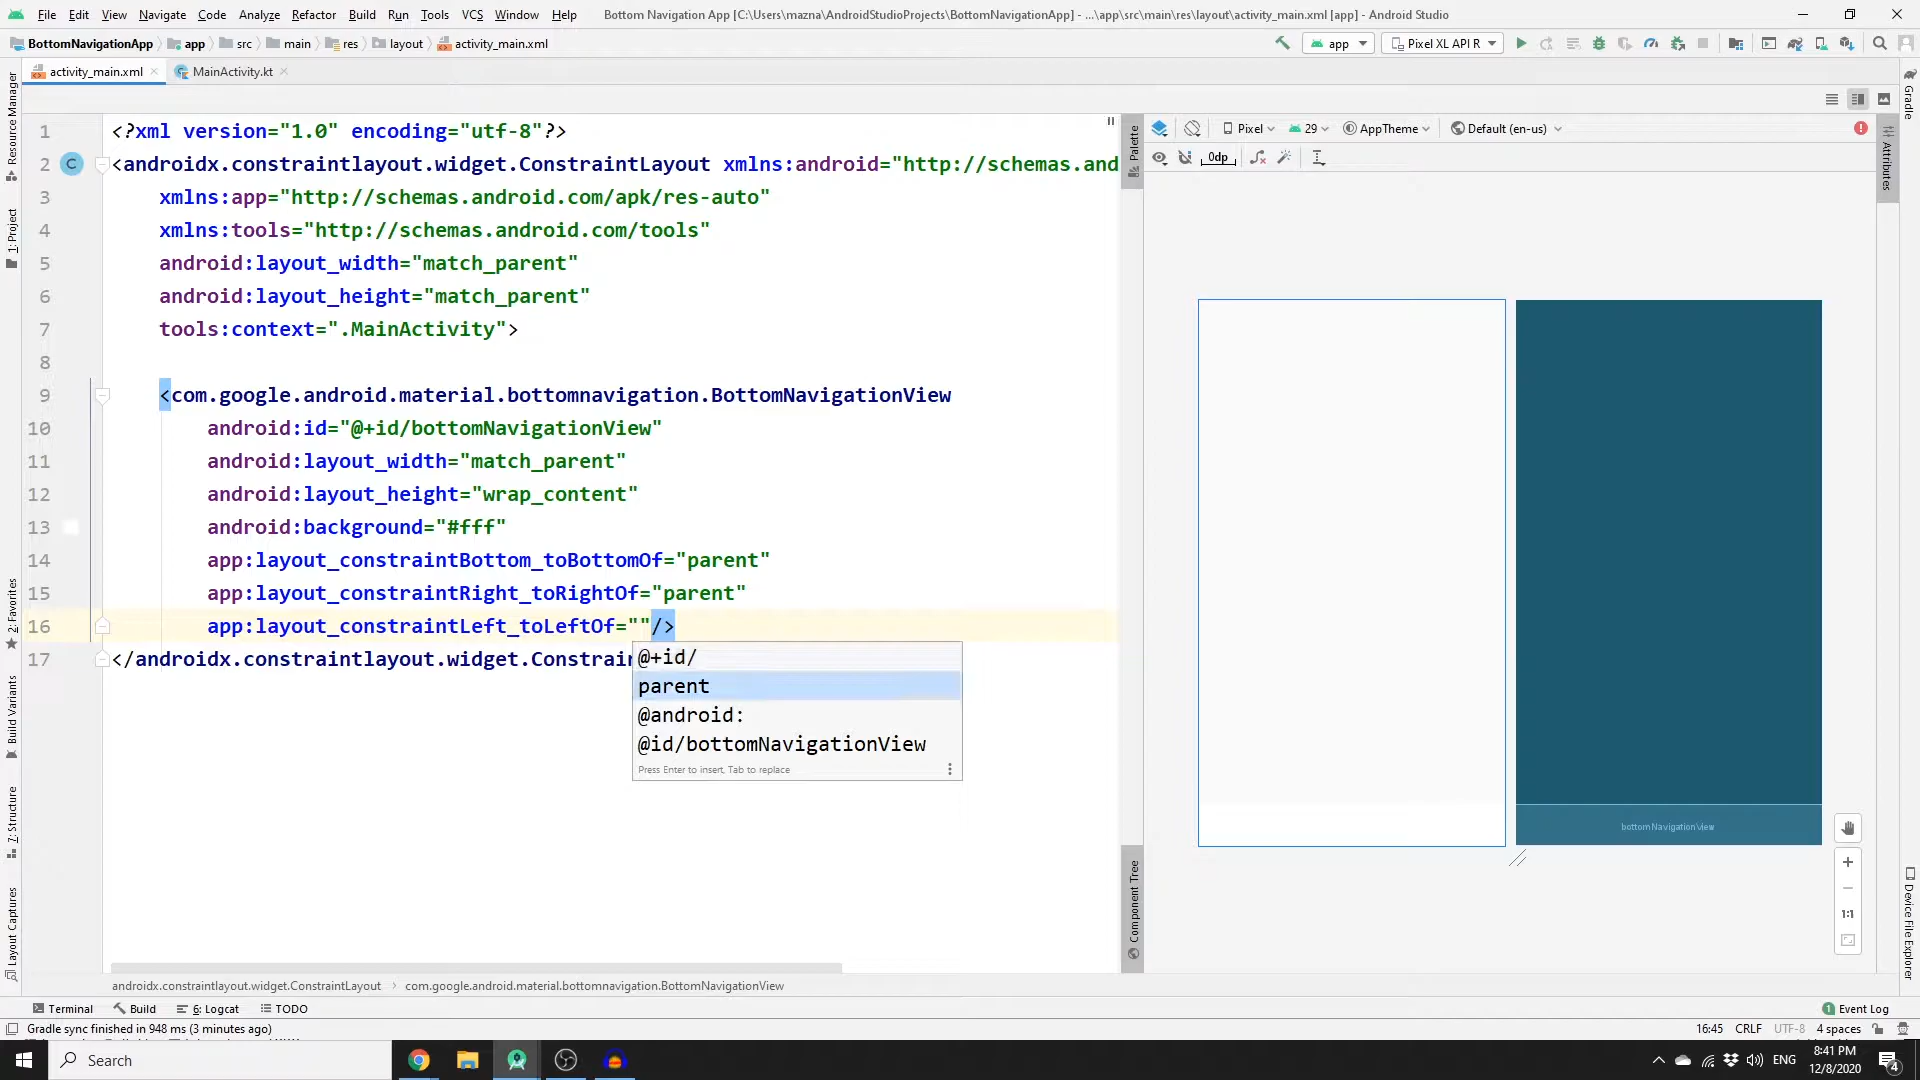 File Edit View Navigate Code Analyze Refactor Build Run Tools VCS Window Help Bottom Navigation App [C:\Users\mazna\AndroidStudioProjects\BottomNavigationApp] - ...\app\src\main\res\layout\activity_main.xml [app] - Android Studio
BottomNavigationApp app src main res layout activity_main.xml app Pixel XL API R
activity_main.xml MainActivity.kt
Resource Manager
1: Project
2: Favorites
Build Variants
7: Structure
Layout Captures
1 <?xml version="1.0" encoding="utf-8"?>
2 <androidx.constraintlayout.widget.ConstraintLayout xmlns:android="http://schemas.and
3 xmlns:app="http://schemas.android.com/apk/res-auto"
4 xmlns:tools="http://schemas.android.com/tools"
5 android:layout_width="match_parent"
6 android:layout_height="match_parent"
7 tools:context=".MainActivity">
8
9 <com.google.android.material.bottomnavigation.BottomNavigationView
10 android:id="@+id/bottomNavigationView"
11 android:layout_width="match_parent"
12 android:layout_height="wrap_content"
13 android:background="#fff"
14 app:layout_constraintBottom_toBottomOf="parent"
15 app:layout_constraintRight_toRightOf="parent"
16 app:layout_constraintLeft_toLeftOf=""/>
17 </androidx.constraintlayout.widget.Constrain
@+id/
parent
@android:
@id/bottomNavigationView
Press Enter to insert, Tab to replace
Palette
Component Tree
Pixel 29 AppTheme Default (en-us)
0dp
bottomNavigationView
1:1
Gradle
Attributes
Device File Explorer
androidx.constraintlayout.widget.ConstraintLayout › com.google.android.material.bottomnavigation.BottomNavigationView
Terminal Build 6: Logcat TODO 1 Event Log
Gradle sync finished in 948 ms (3 minutes ago) 16:45 CRLF UTF-8 4 spaces
Search ENG 8:41 PM
12/8/2020 4